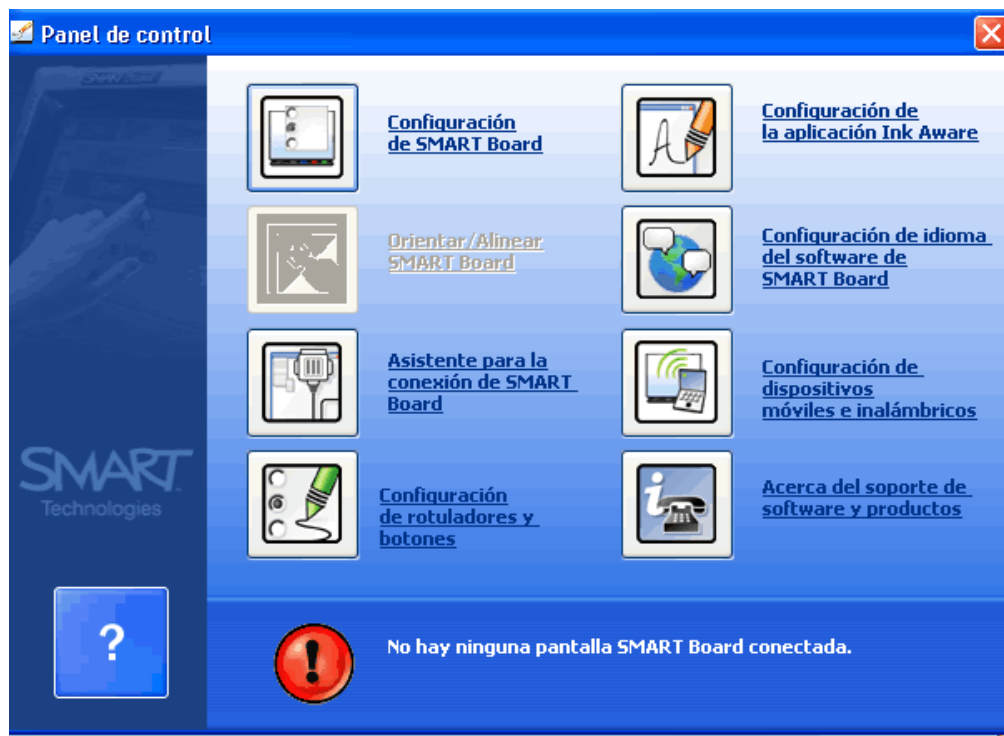 Panel de control
Configuración
de SMART Board
Configuración de
la aplicación Ink Aware
Orientar/Alinear
SMART Board
Configuración de idioma
del software de
SMART Board
Asistente para la
conexión de SMART
Board
Configuración de
dispositivos
móviles e inalámbricos
Configuración
de rotuladores y
botones
Acerca del soporte de
software y productos
SMART
Technologies
?
No hay ninguna pantalla SMART Board conectada.